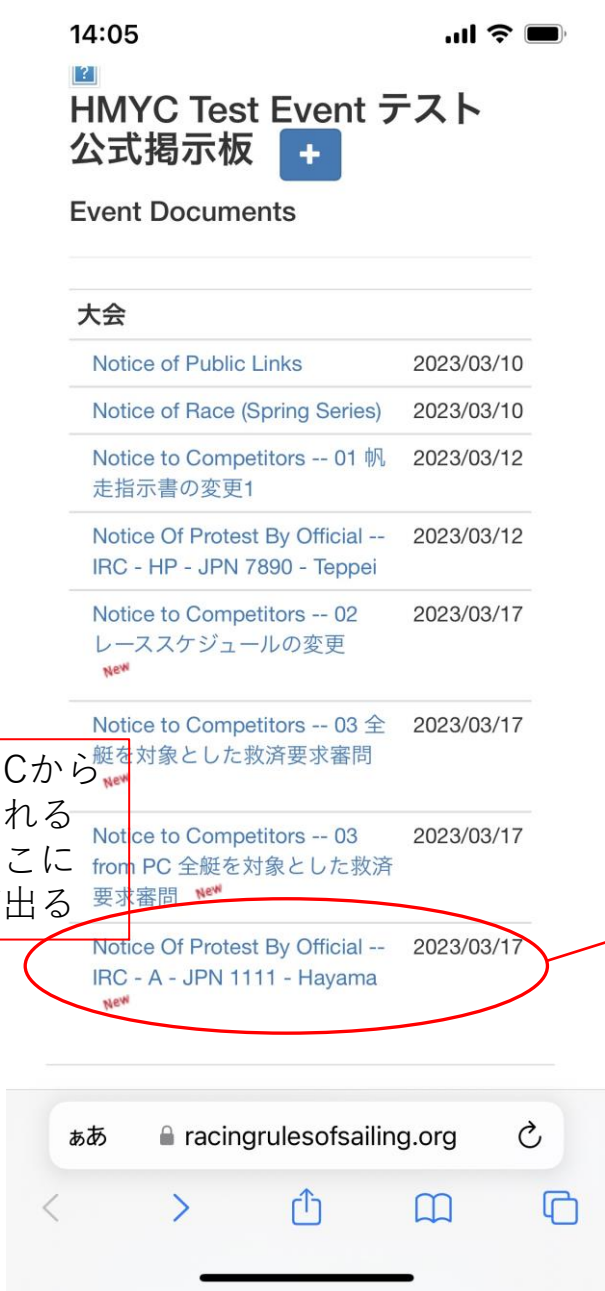 14:05
HMYC Test Event テスト
公式掲示板 +
Event Documents
大会
Notice of Public Links 2023/03/10
Notice of Race (Spring Series) 2023/03/10
Notice to Competitors -- 01 帆 2023/03/12
走指示書の変更1
Notice Of Protest By Official -- 2023/03/12
IRC - HP - JPN 7890 - Teppei
Notice to Competitors -- 02 2023/03/17
レーススケジュールの変更
New
Notice to Competitors -- 03 全 2023/03/17
艇を対象とした救済要求審問
New
Notice to Competitors -- 03 2023/03/17
from PC 全艇を対象とした救済
要求審問 New
Notice Of Protest By Official -- 2023/03/17
IRC - A - JPN 1111 - Hayama
New
Cから
れる
こに
出る
ぁあ racingrulesofsailing.org